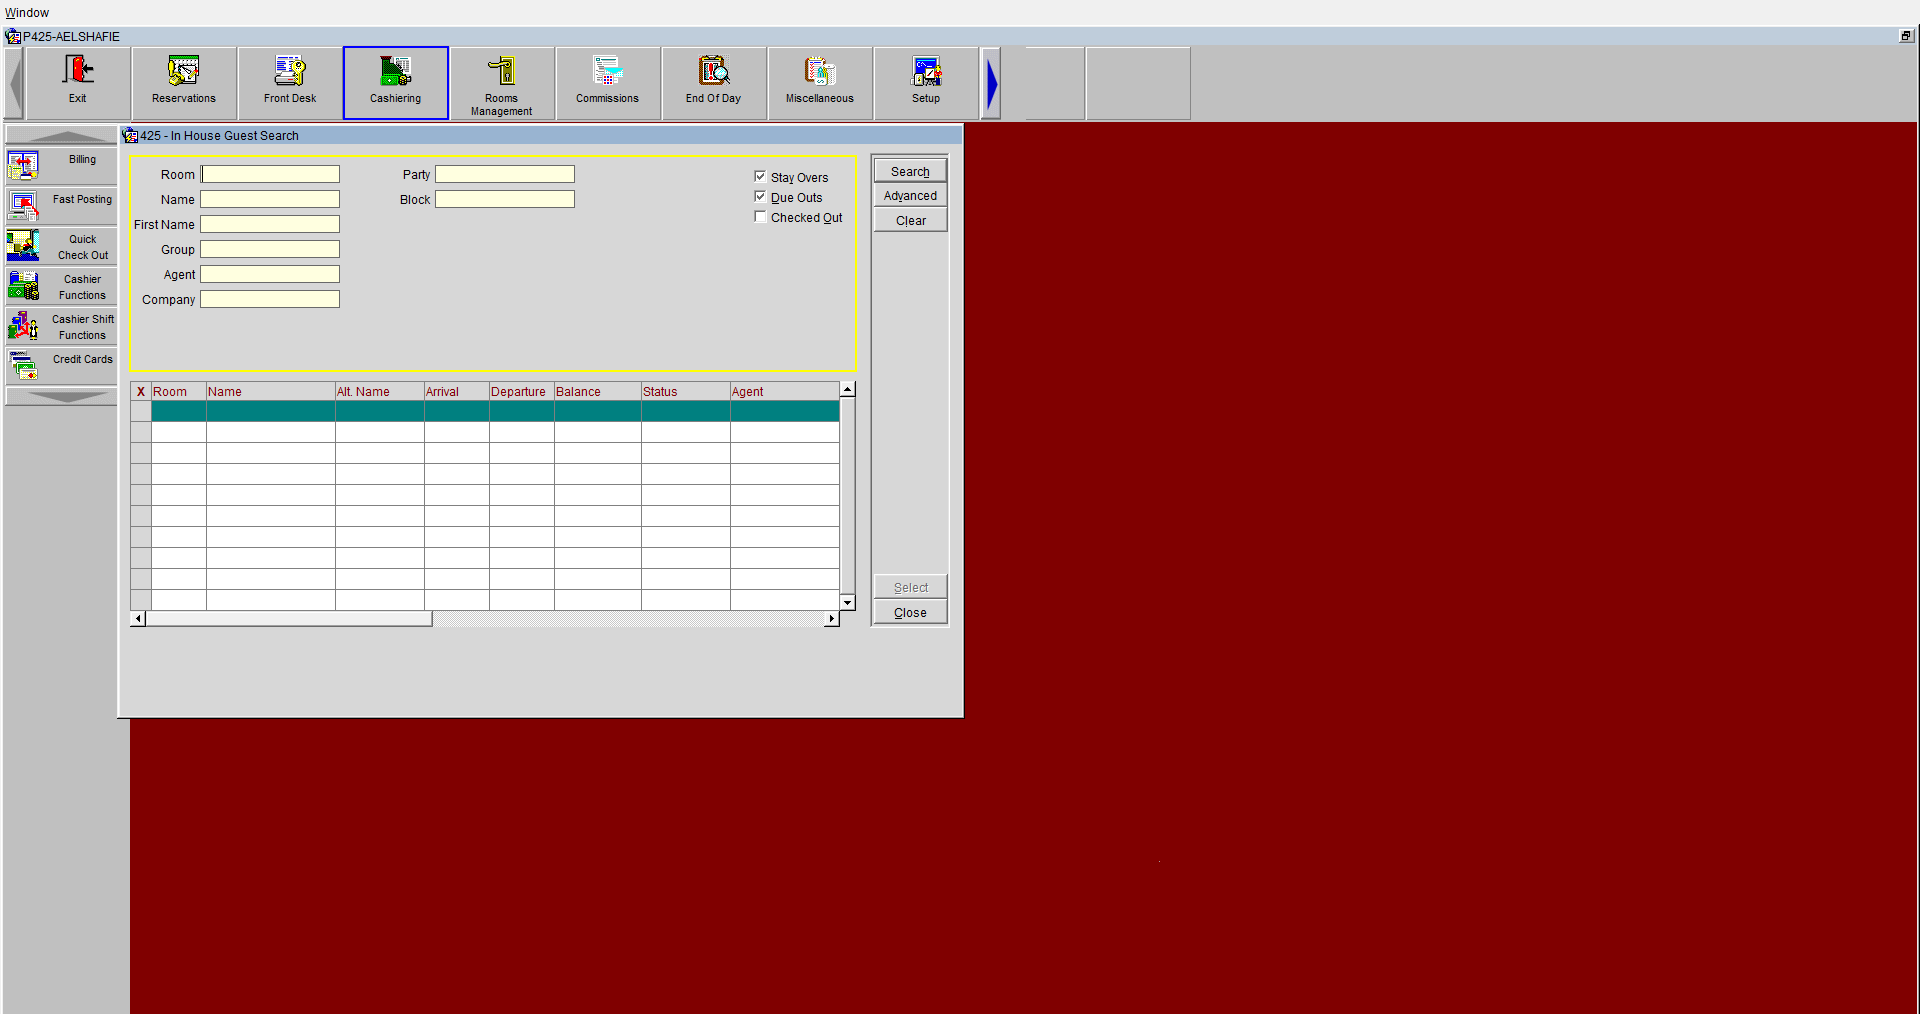 Window
P425-AELSHAFIE
Exit
Reservations
Front Desk
Cashiering
Rooms
Management
Commissions
End Of Day
Miscellaneous
Setup
Billing
Fast Posting
Quick
Check Out
Cashier
Functions
Cashier Shift
Functions
Credit Cards
425 - In House Guest Search
Room
Name
First Name
Group
Agent
Company
Party
Block
Stay Overs
Due Outs
Checked Out
Search
Advanced
Clear
X Room Name Alt. Name Arrival Departure Balance Status Agent
Select
Close